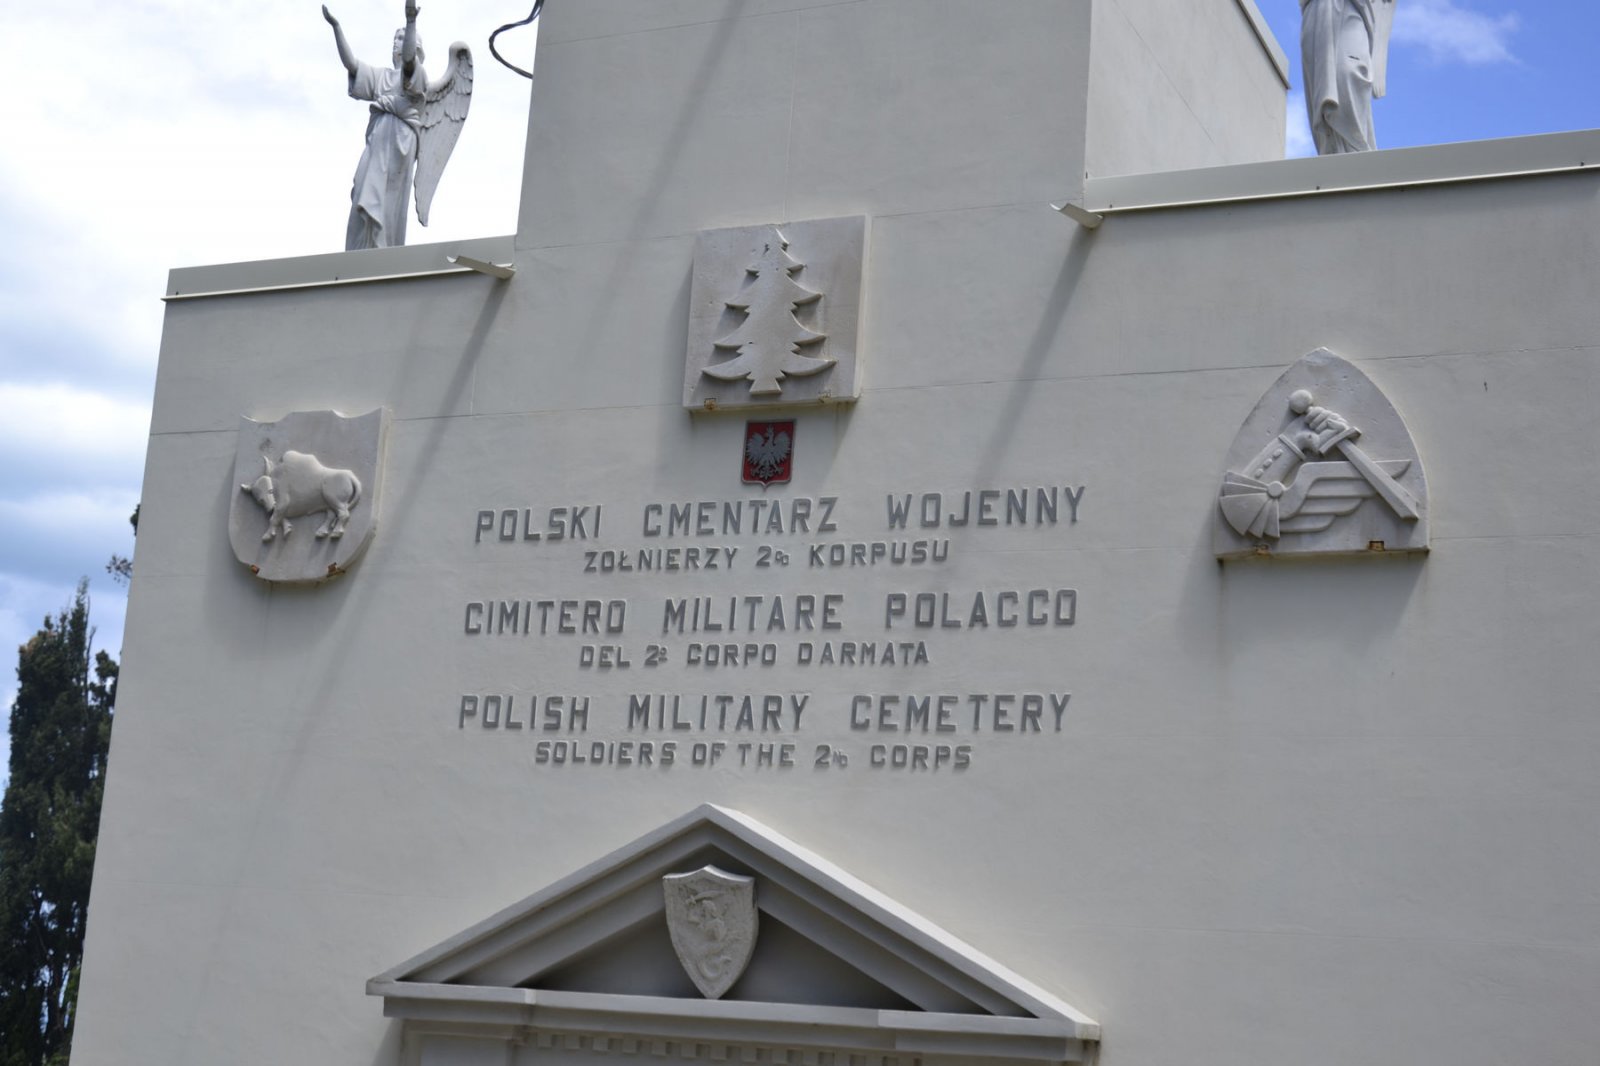 POLSKI CMENTARZ WOJENNY
ŻOŁNIERZY 2GO KORPUSU
CIMITERO MILITARE POLACCO
DEL 2º CORPO DARMATA
POLISH MILITARY CEMETERY
SOLDIERS OF THE 2ND CORPS